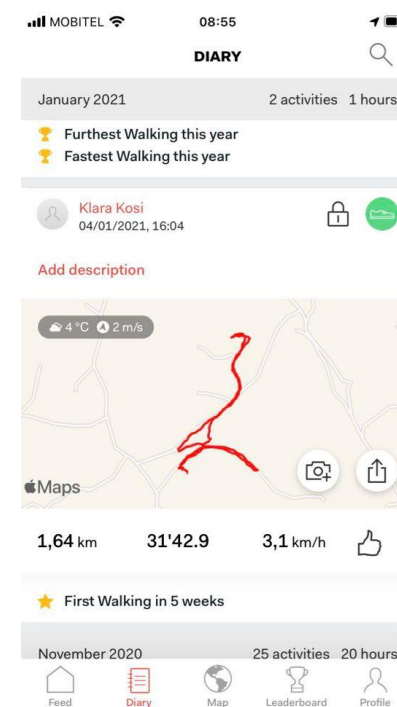 MOBITEL 08:55
DIARY
January 2021 2 activities 1 hours
Furthest Walking this year
Fastest Walking this year
Klara Kosi
04/01/2021, 16:04
Add description
4 °C 2 m/s
Maps
1,64 km 31'42.9 3,1 km/h
First Walking in 5 weeks
November 2020 25 activities 20 hours
Feed Diary Map Leaderboard Profile